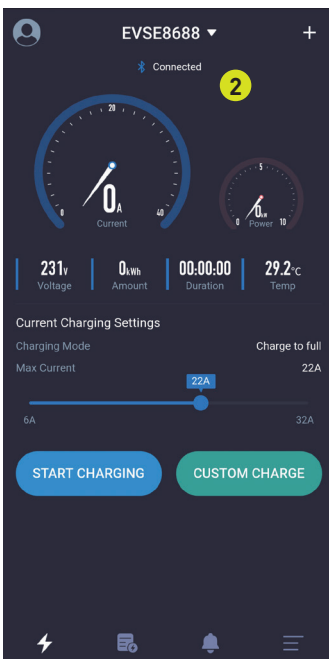 EVSE8688 ▼ +
Connected
2
20
0A
0 40
Current
5
0kW
0 10
Power
231V 0kWh 00:00:00 29.2°C
Voltage Amount Duration Temp
Current Charging Settings
Charging Mode Charge to full
Max Current 22A
22A
6A 32A
START CHARGING CUSTOM CHARGE